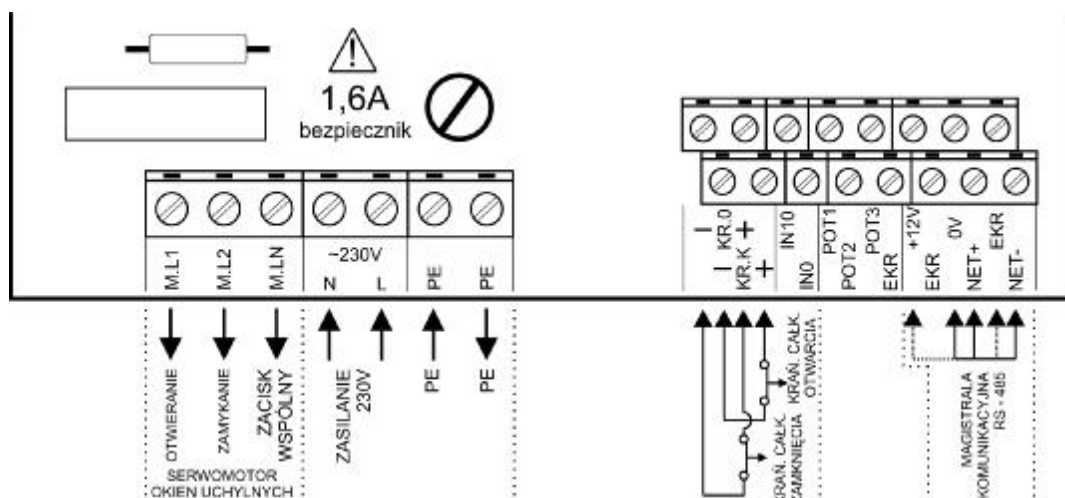 1,6A
bezpiecznik
M.L1
M.L2
M.LN
~230V
N
L
PE
PE
– KR.0 +
– KR.K +
IN10
IN0
POT1
POT2
POT3
EKR
+12V
EKR
0V
NET+
EKR
NET-
OTWIERANIE
ZAMYKANIE
ZACISK
WSPÓLNY
ZASILANIE
230V
PE
PE
SERWOMOTOR
OKIEN UCHYLNYCH
KRAŃ. CAŁK.
OTWARCIA
KRAŃ. CAŁK.
ZAMKNIĘCIA
MAGISTRALA
KOMUNIKACYJNA
RS - 485